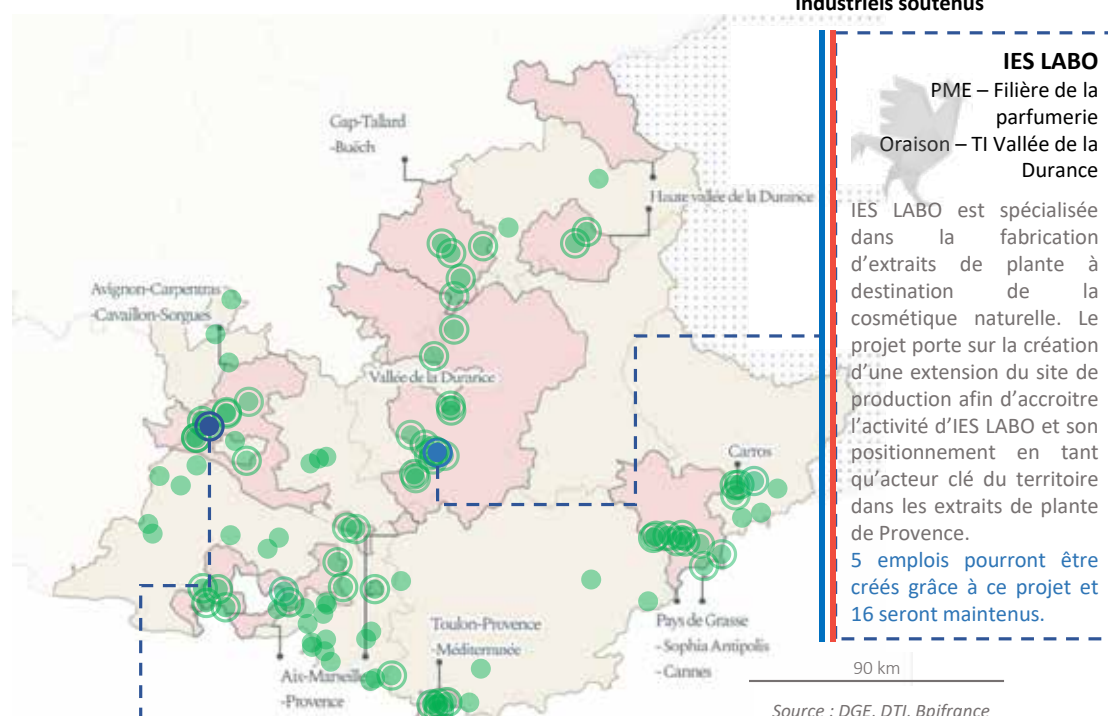 industriels soutenus
IES LABO
PME – Filière de la
parfumerie
Oraison – TI Vallée de la
Durance
IES LABO est spécialisée
dans la fabrication
d'extraits de plante à
destination de la
cosmétique naturelle. Le
projet porte sur la création
d'une extension du site de
production afin d'accroitre
l'activité d'IES LABO et son
positionnement en tant
qu'acteur clé du territoire
dans les extraits de plante
de Provence.
5 emplois pourront être
créés grâce à ce projet et
16 seront maintenus.
Gap-Tallard
-Buëch
Haute vallée de la Durance
Avignon-Carpentras
-Cavaillon-Sorgues
Vallée de la Durance
Carros
Toulon-Provence
-Méditerranée
Pays de Grasse
- Sophia Antipolis
- Cannes
Aix-Marseille
-Provence
90 km
Source : DGE, DTI, Bpifrance